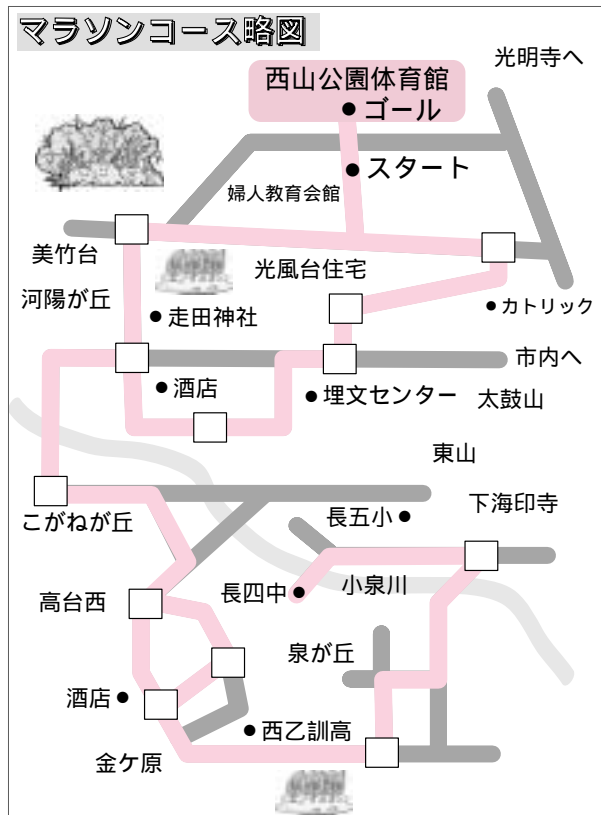 マラソンコース略図
光明寺へ
西山公園体育館
●ゴール
●スタート
婦人教育会館
美竹台
光風台住宅
河陽が丘
●カトリック
●走田神社
市内へ
●酒店
●埋文センター
太鼓山
東山
こがねが丘
長五小●
下海印寺
高台西
長四中●
小泉川
泉が丘
酒店●
●西乙訓高
金ケ原